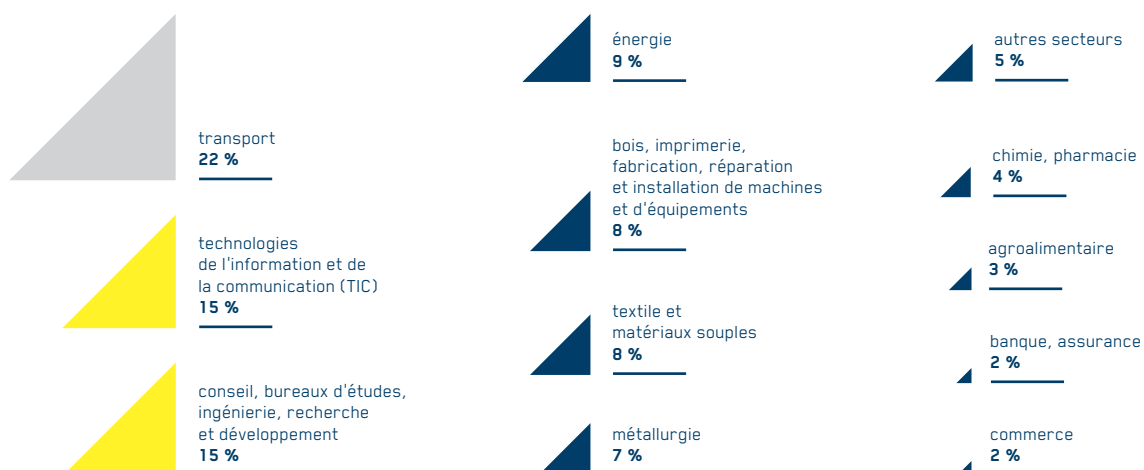 transport
22 %
technologies
de l'information et de
la communication (TIC)
15 %
conseil, bureaux d'études,
ingénierie, recherche
et développement
15 %
énergie
9 %
bois, imprimerie,
fabrication, réparation
et installation de machines
et d'équipements
8 %
textile et
matériaux souples
8 %
métallurgie
7 %
autres secteurs
5 %
chimie, pharmacie
4 %
agroalimentaire
3 %
banque, assurance
2 %
commerce
2 %